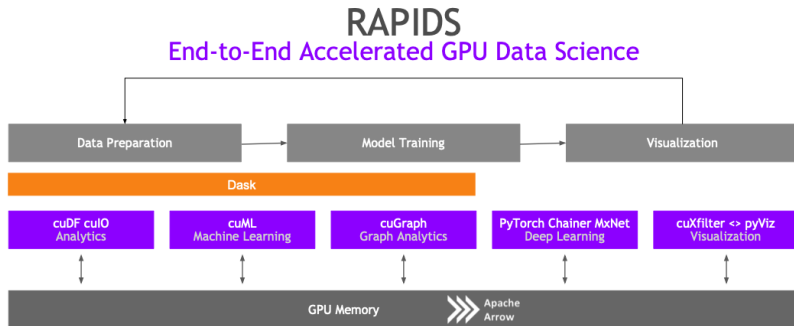 RAPIDS
End-to-End Accelerated GPU Data Science
Data Preparation
Model Training
Visualization
Dask
cuDF cuIO
Analytics
cuML
Machine Learning
cuGraph
Graph Analytics
PyTorch Chainer MxNet
Deep Learning
cuXfilter <> pyViz
Visualization
GPU Memory
Apache
Arrow